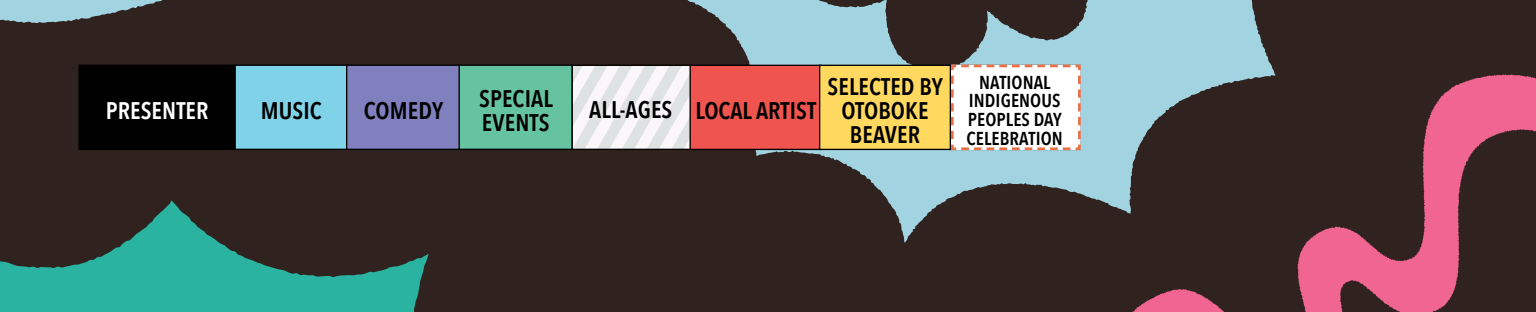 PRESENTER
MUSIC
COMEDY
SPECIAL
EVENTS
ALL-AGES
LOCAL ARTIST
SELECTED BY
OTOBOKE
BEAVER
NATIONAL
INDIGENOUS
PEOPLES DAY
CELEBRATION